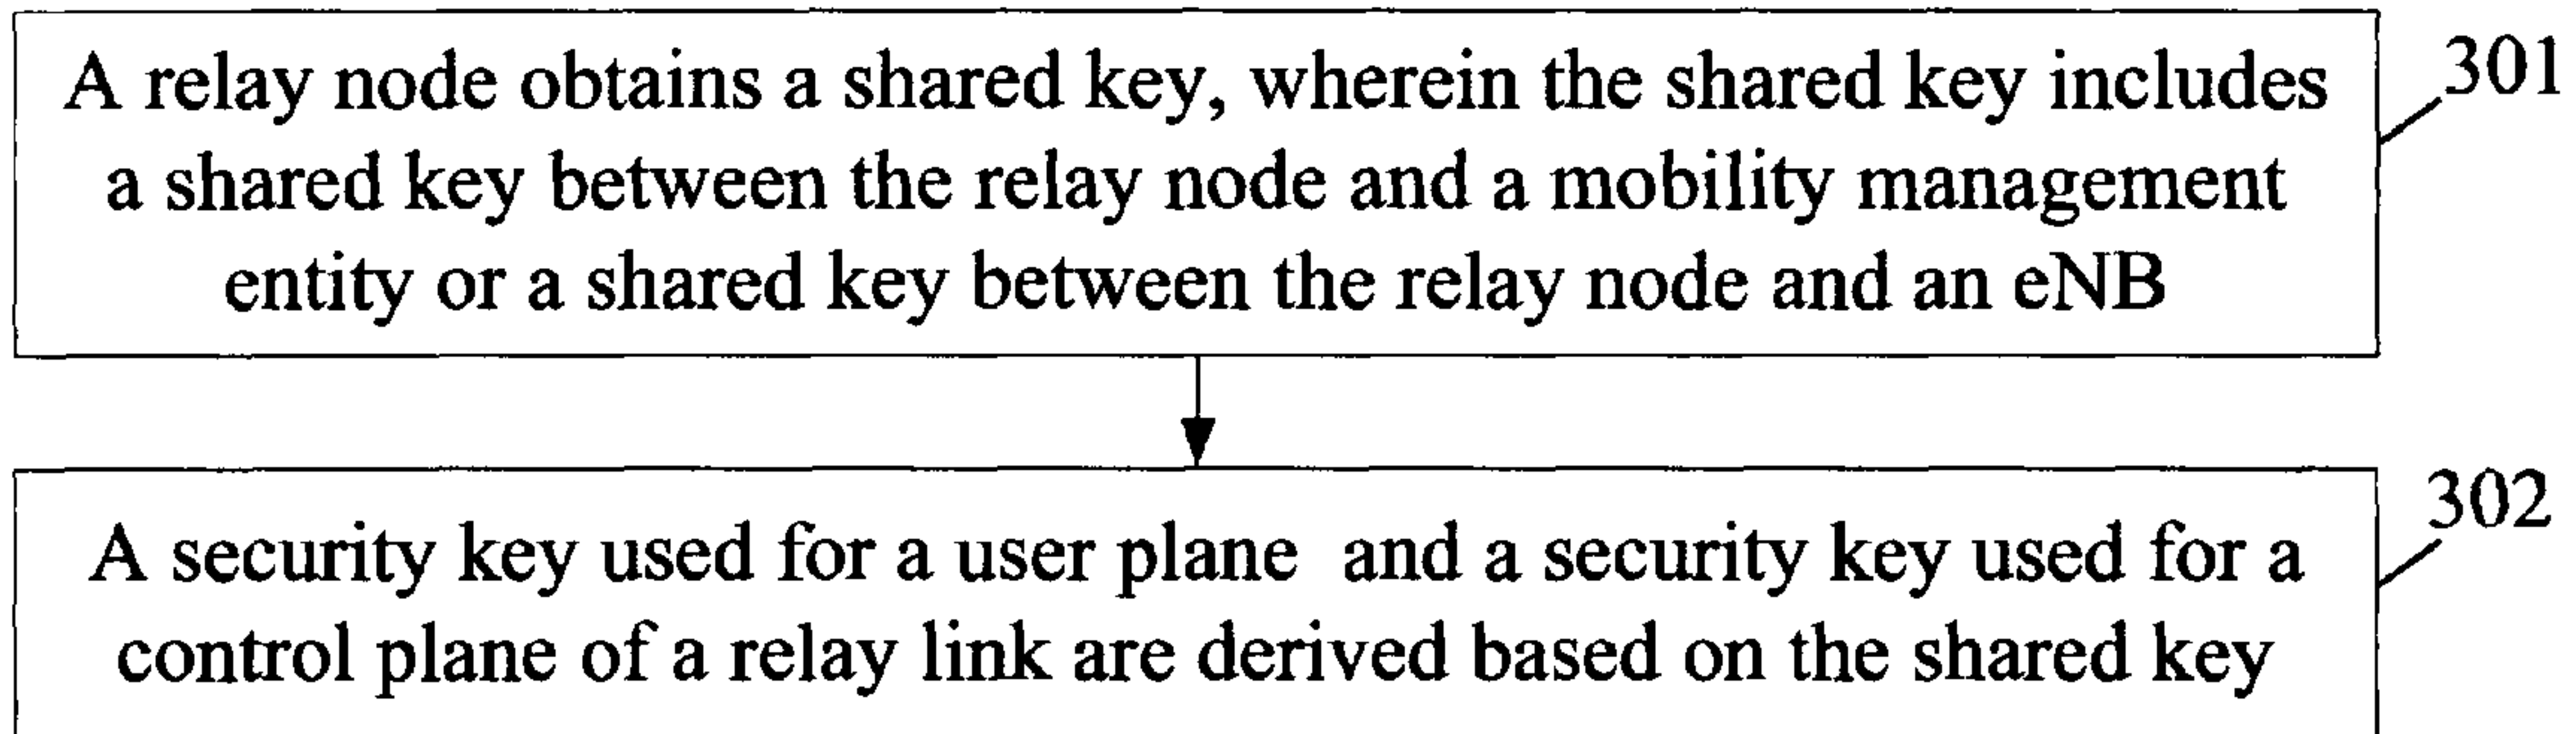 A relay node obtains a shared key, wherein the shared key includes
301
a shared key between the relay node and a mobility management
entity or a shared key between the relay node and an eNB
302
A security key used for a user plane and a security key used for a
control plane of a relay link are derived based on the shared key